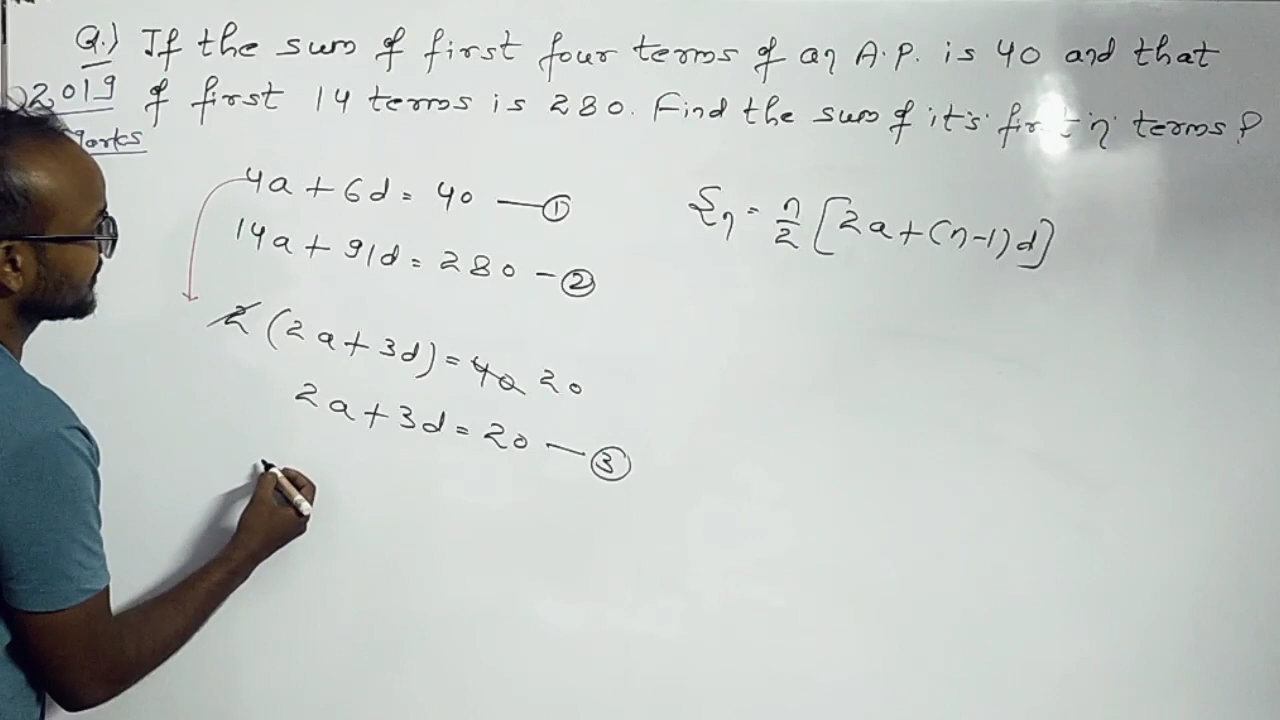 Q.) If the sum of first four terms of an A.P. is 40 and that
2019 of first 14 terms is 280. Find the sum of it's first n terms?
4a + 6d = 40 — ①
14a + 91d = 280 — ②
2 (2a + 3d) = 40 20
2a + 3d = 20 — ③
Sn = n/2 [2a + (n-1)d]